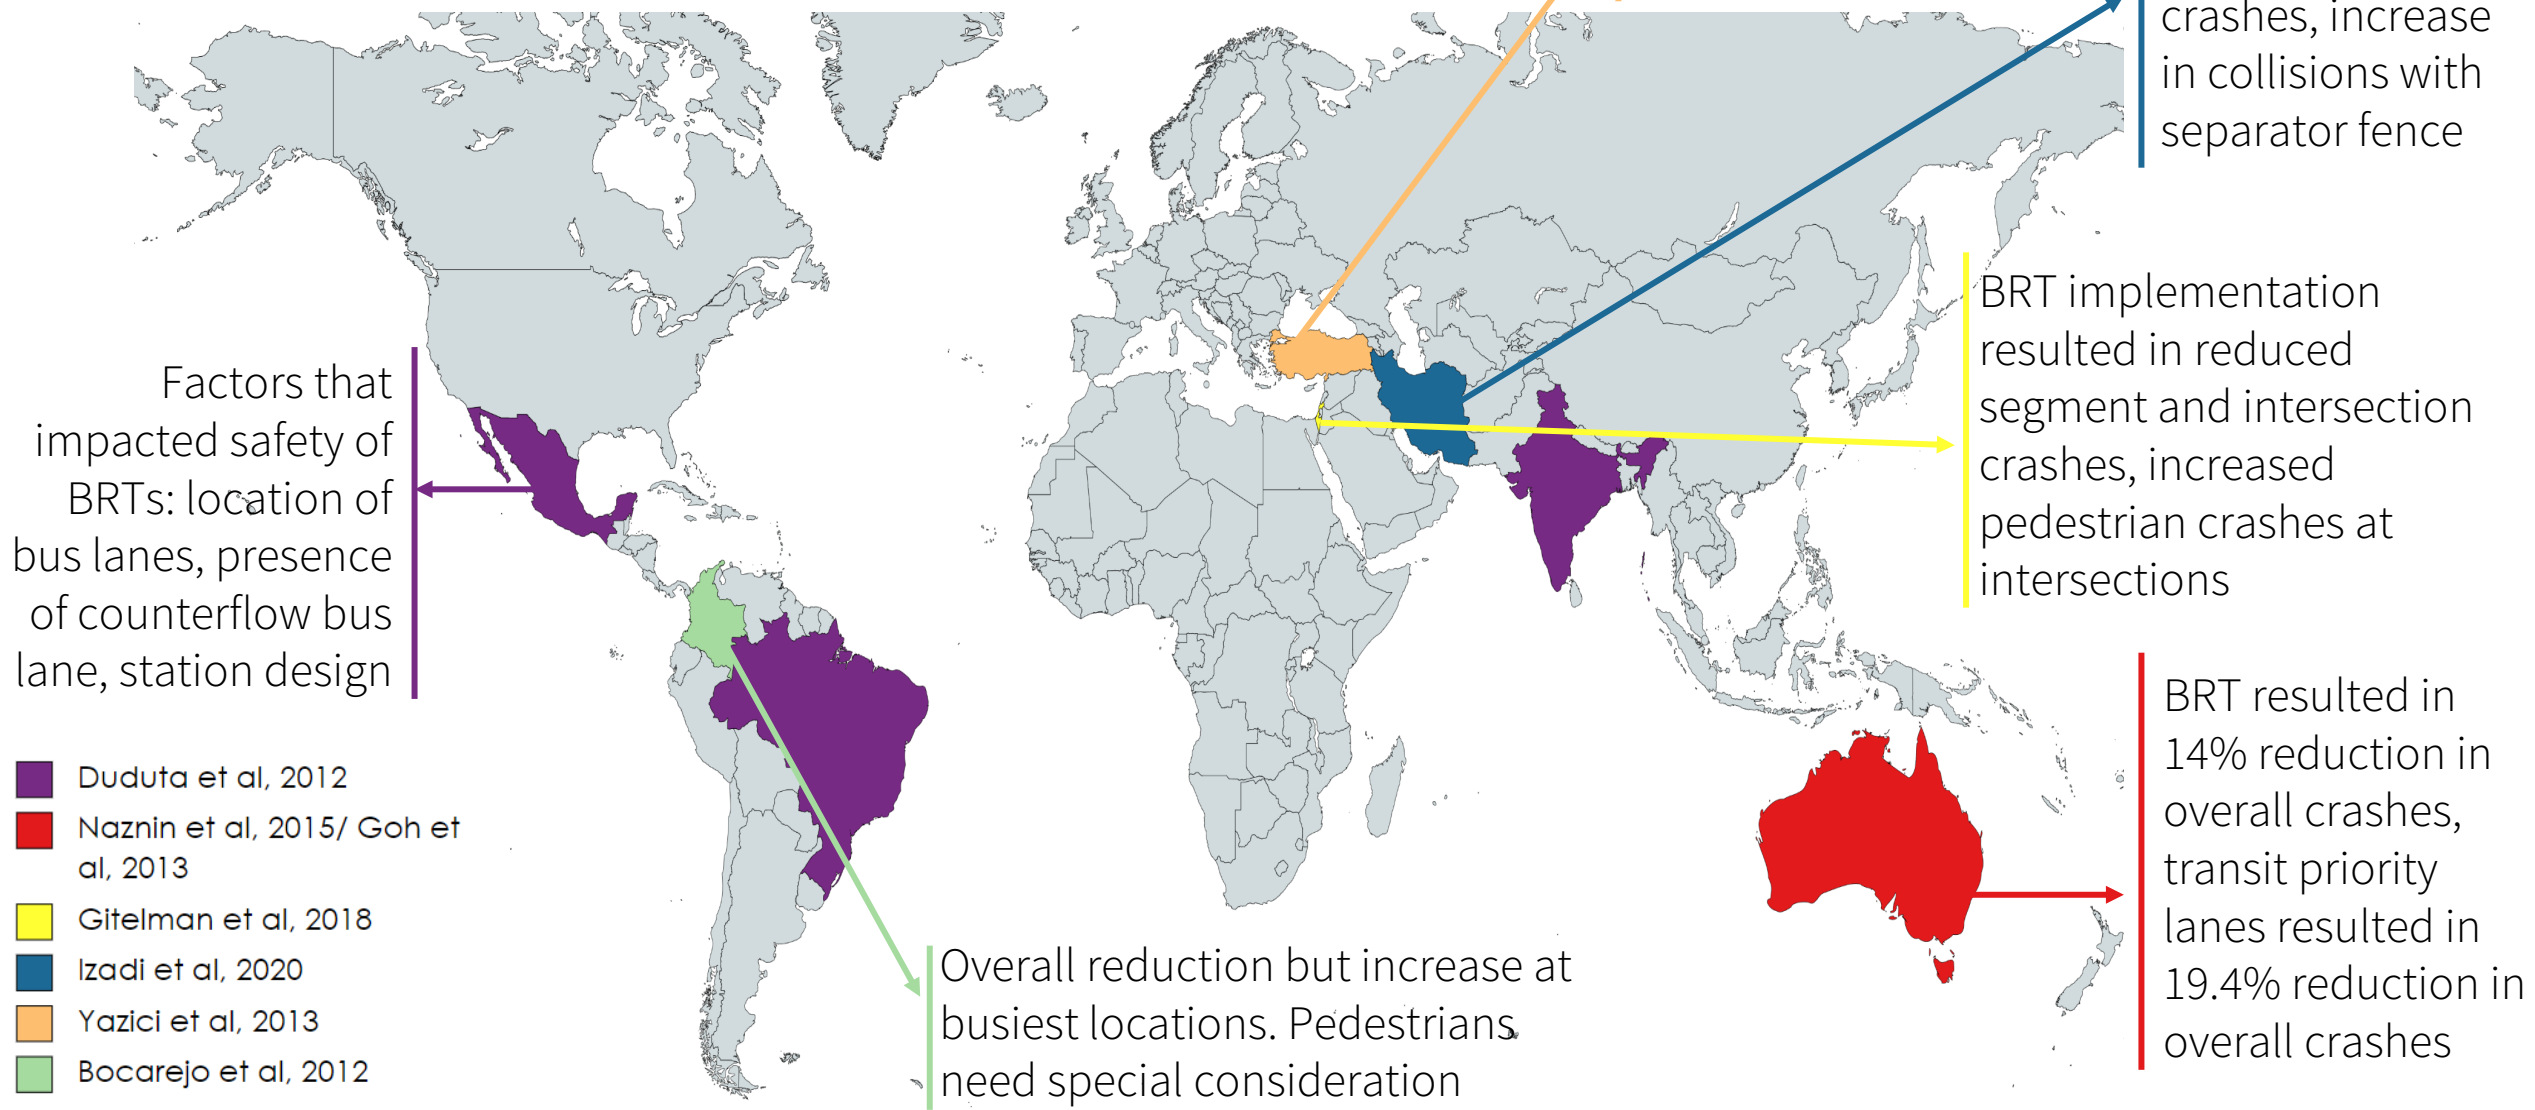 crashes, increase
in collisions with
separator fence
BRT implementation
resulted in reduced
segment and intersection
crashes, increased
pedestrian crashes at
intersections
Factors that
impacted safety of
BRTs: location of
bus lanes, presence
of counterflow bus
lane, station design
BRT resulted in
14% reduction in
overall crashes,
transit priority
lanes resulted in
19.4% reduction in
overall crashes
Duduta et al, 2012
Naznin et al, 2015/ Goh et
al, 2013
Gitelman et al, 2018
Izadi et al, 2020
Yazici et al, 2013
Bocarejo et al, 2012
Overall reduction but increase at
busiest locations. Pedestrians
need special consideration